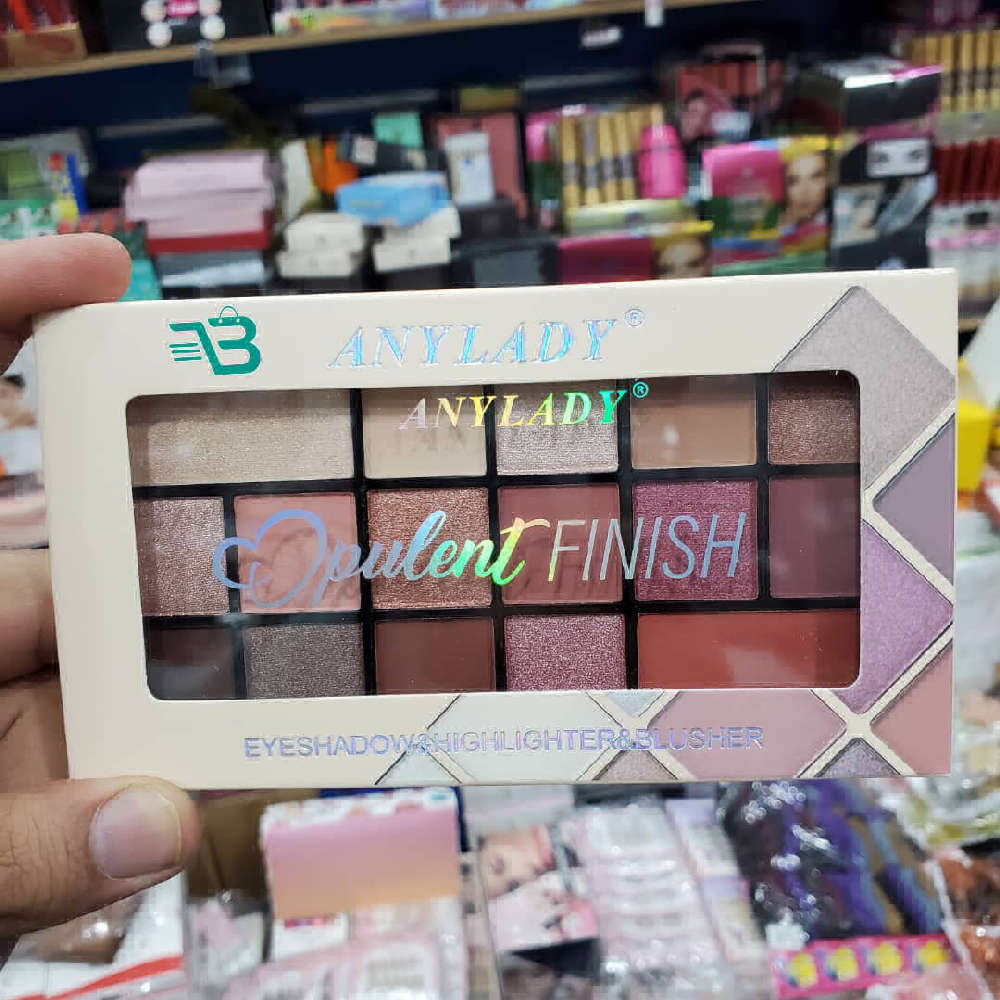 B
ANYLADY®
ANYLADY®
Opulent FINISH
EYESHADOW&HIGHLIGHTER&BLUSHER